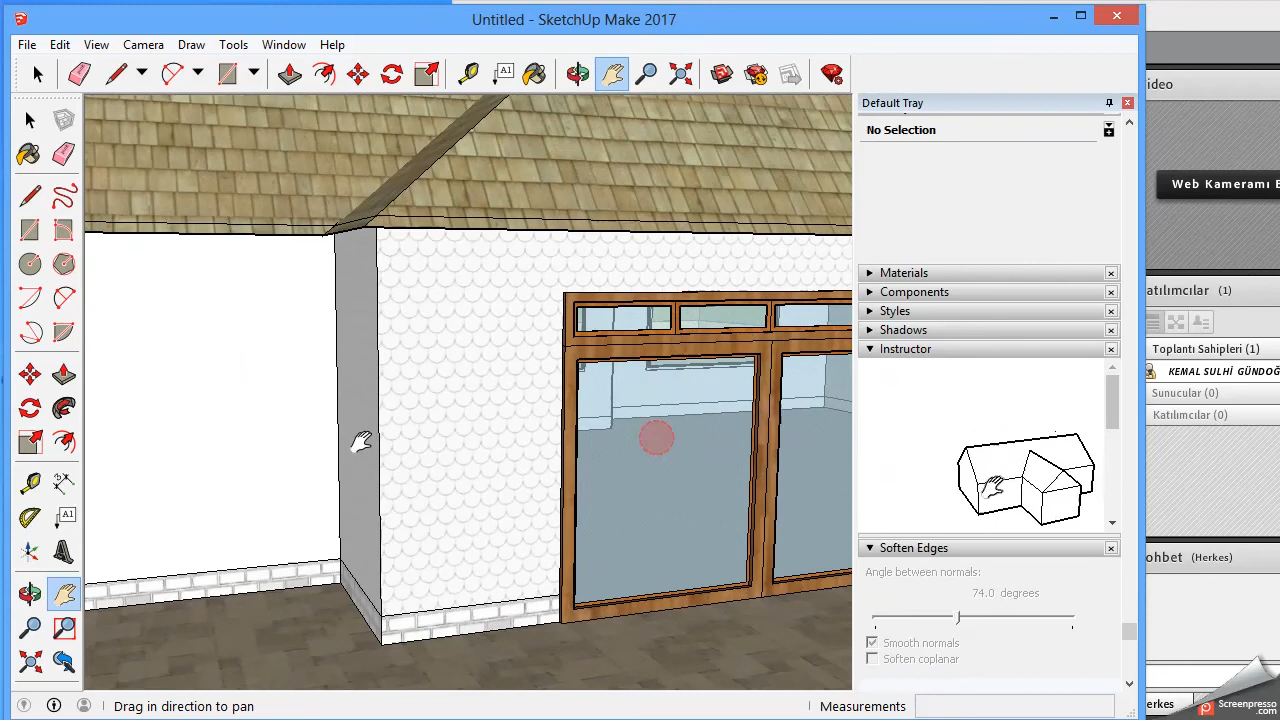 Untitled - SketchUp Make 2017
File Edit View Camera Draw Tools Window Help
A1
A1
Default Tray
No Selection
Materials
Components
Styles
Shadows
Instructor
Soften Edges
Angle between normals:
74.0 degrees
Smooth normals
Soften coplanar
Drag in direction to pan
Measurements
ideo
Web Kameramı E
atılımcılar (1)
Toplantı Sahipleri (1)
KEMAL SULHİ GÜNDOĞ
Sunucular (0)
Katılımcılar (0)
ohbet (Herkes)
erkes
Screenpresso
.com